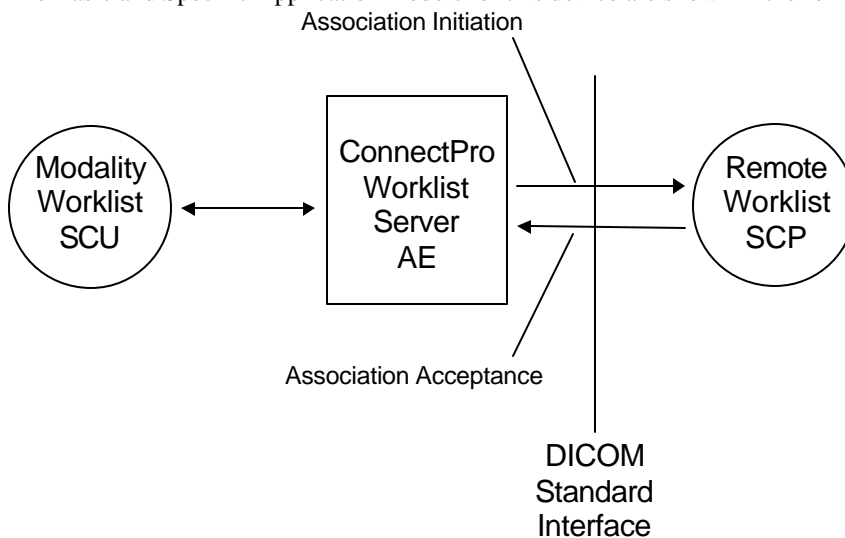 Association Initiation
Modality
Worklist
SCU
ConnectPro
Worklist
Server
AE
Remote
Worklist
SCP
Association Acceptance
DICOM
Standard
Interface